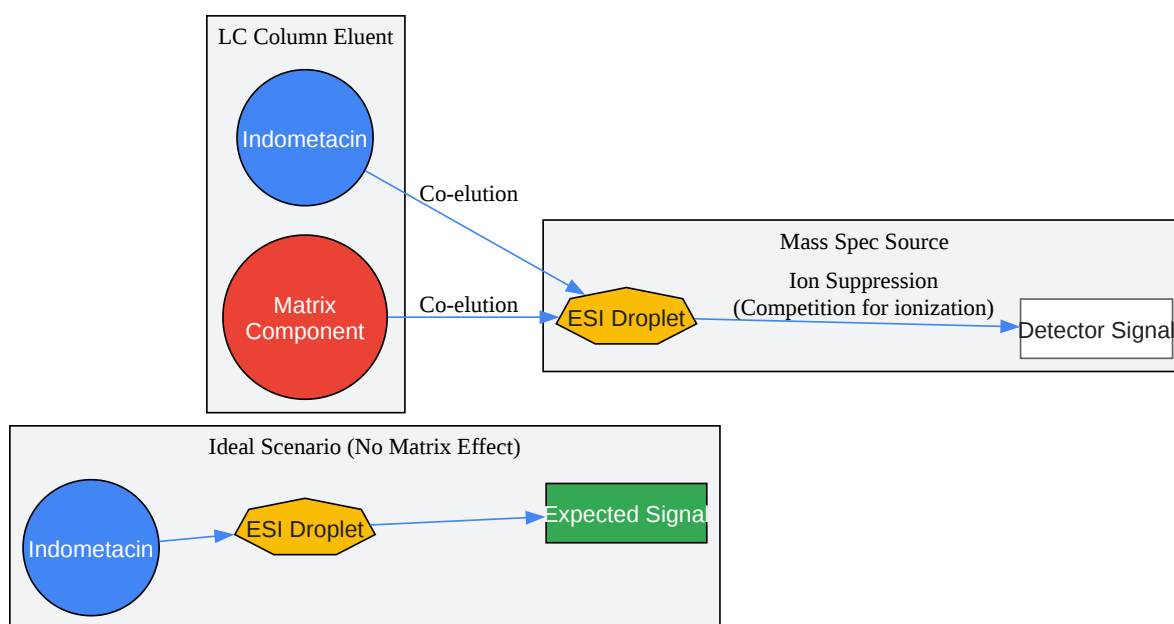 LC Column Eluent
Indometacin
Co-elution
Matrix
Component
Co-elution
Mass Spec Source
Ion Suppression
(Competition for ionization)
ESI Droplet
Detector Signal
Ideal Scenario (No Matrix Effect)
Indometacin
ESI Droplet
Expected Signal